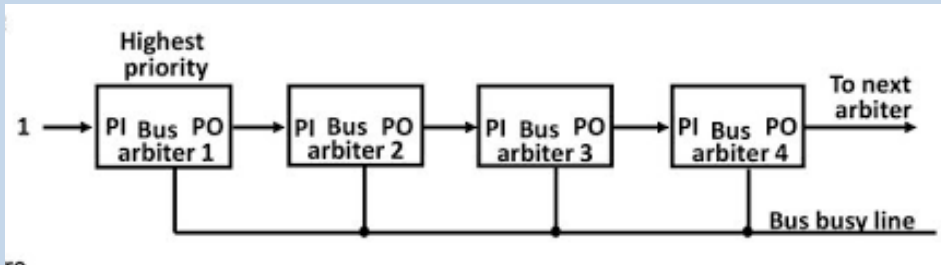 Highest
priority
To next
arbiter
1
PI Bus PO
arbiter 1
PI Bus PO
arbiter 2
PI Bus PO
arbiter 3
PI Bus PO
arbiter 4
Bus busy line